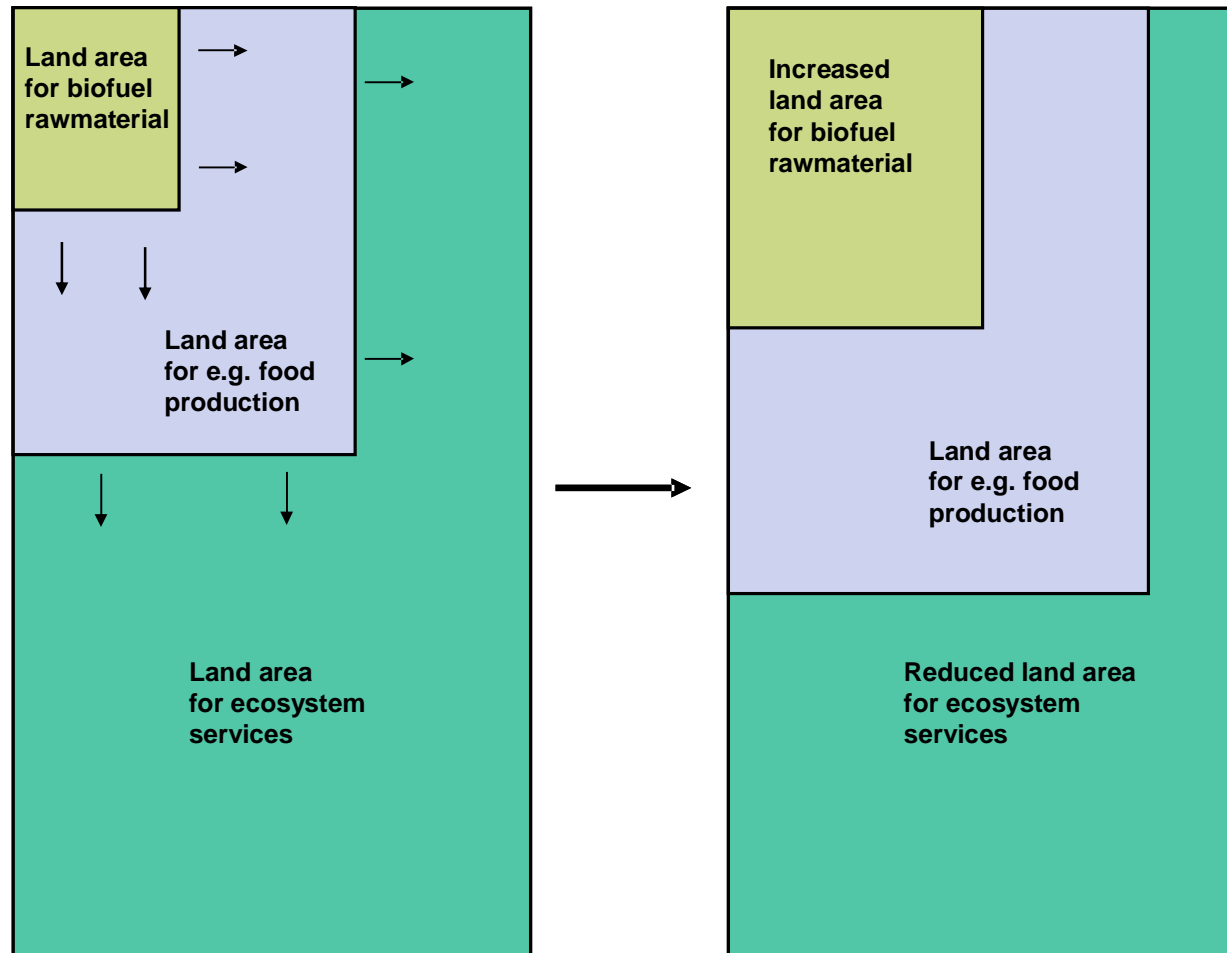 Land area
for biofuel
rawmaterial
Land area
for e.g. food
production
Land area
for ecosystem
services
Increased
land area
for biofuel
rawmaterial
Land area
for e.g. food
production
Reduced land area
for ecosystem
services